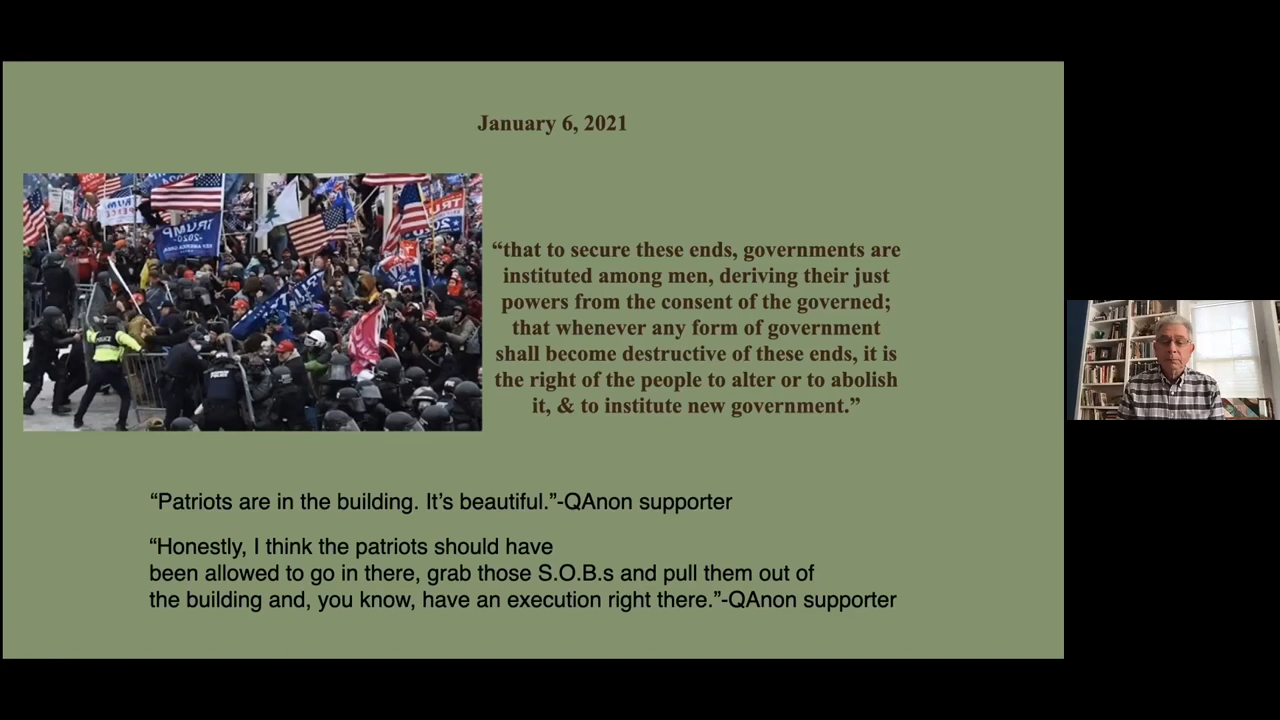 January 6, 2021
TRUMP
TRUMP
2020
POLICE
“that to secure these ends, governments are
instituted among men, deriving their just
powers from the consent of the governed;
that whenever any form of government
shall become destructive of these ends, it is
the right of the people to alter or to abolish
it, & to institute new government.”
“Patriots are in the building. It’s beautiful.”-QAnon supporter
“Honestly, I think the patriots should have
been allowed to go in there, grab those S.O.B.s and pull them out of
the building and, you know, have an execution right there.”-QAnon supporter